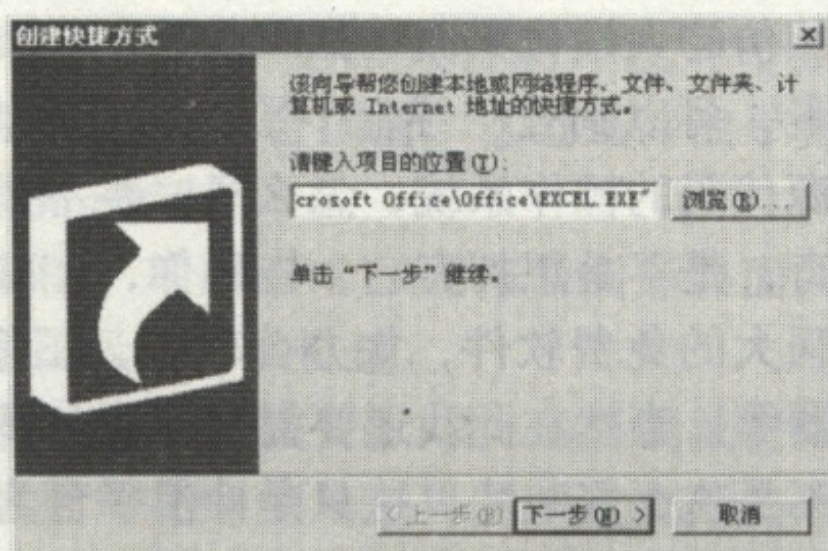 创建快捷方式
该向导帮您创建本地或网络程序、文件、文件夹、计
算机或 Internet 地址的快捷方式。
请键入项目的位置(T):
crosoft Office\Office\EXCEL.EXE" 浏览(R)...
单击“下一步”继续。
< 上一步(B) 下一步(N) > 取消